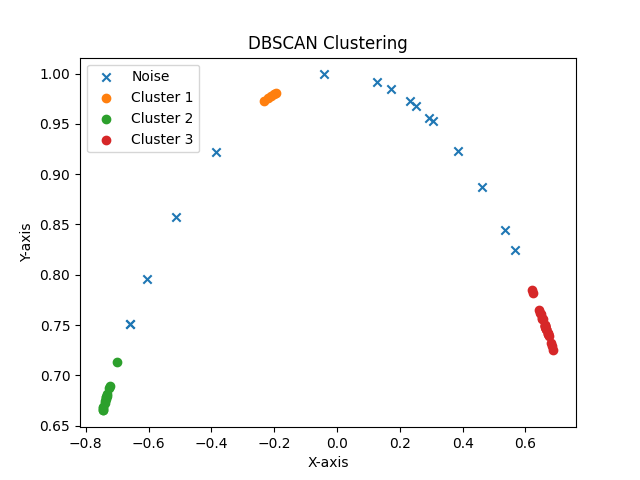 DBSCAN Clustering
Noise
Cluster 1
Cluster 2
Cluster 3
1.00
0.95
0.90
0.85
0.80
0.75
0.70
0.65
Y-axis
−0.8 −0.6 −0.4 −0.2 0.0 0.2 0.4 0.6
X-axis